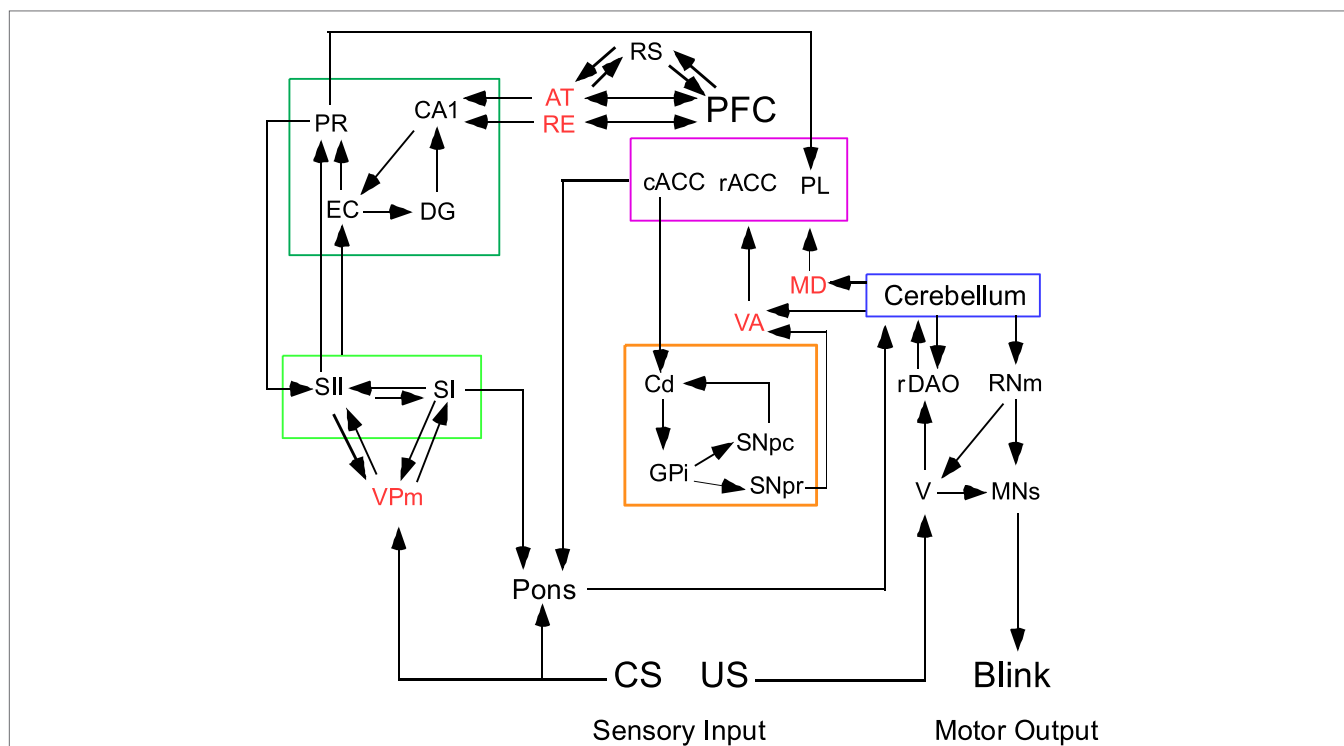 RS
AT
PFC
CA1
PR
RE
cACC rACC PL
EC
DG
MD
Cerebellum
VA
SII
SI
Cd
rDAO
RNm
SNpc
GPi
SNpr
VPm
V
MNs
Pons
CS US
Blink
Sensory Input
Motor Output